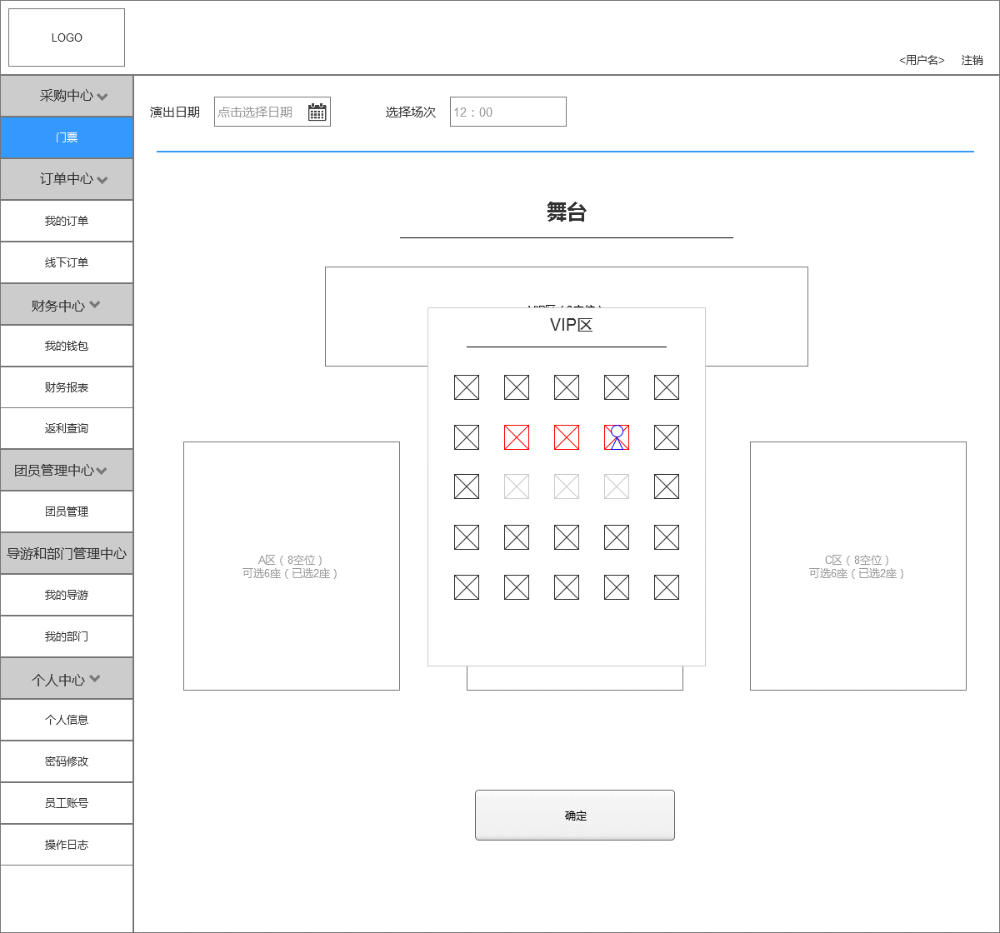 LOGO
<用户名> 注销
采购中心
门票
订单中心
我的订单
线下订单
财务中心
我的钱包
财务报表
返利查询
团员管理中心
团员管理
导游和部门管理中心
我的导游
我的部门
个人中心
个人信息
密码修改
员工账号
操作日志
演出日期 点击选择日期 选择场次 12：00
舞台
VIP区
A区（8空位）
可选6座（已选2座）
C区（8空位）
可选6座（已选2座）
确定